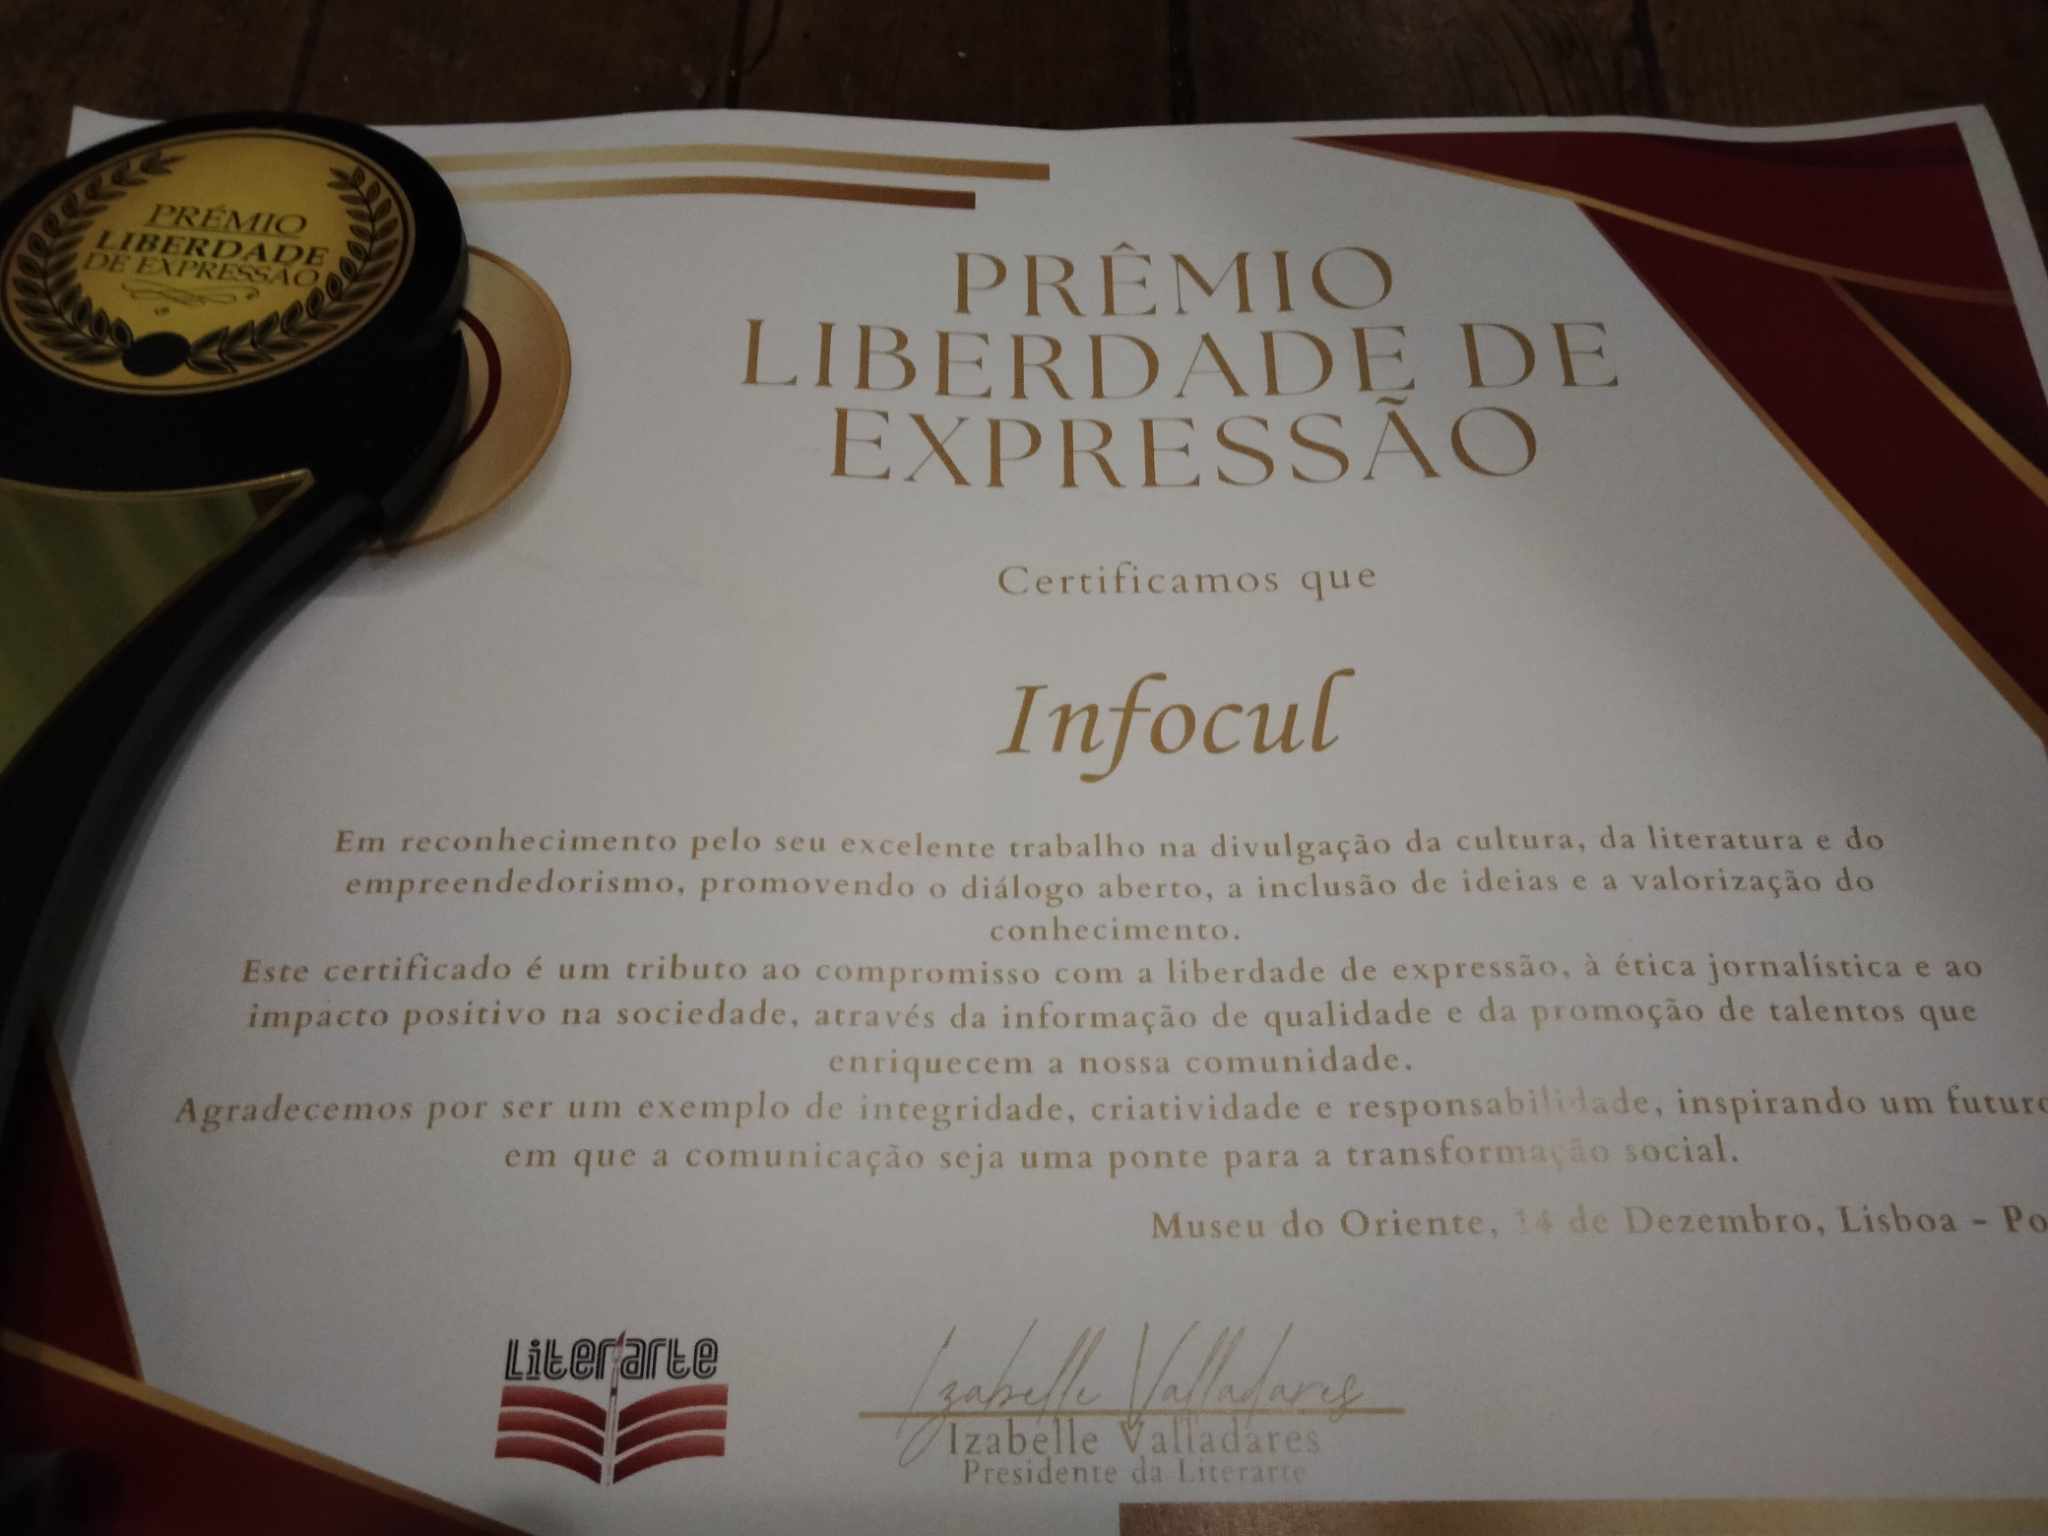 PRÉMIO
LIBERDADE
DE EXPRESSÃO
PRÊMIO
LIBERDADE DE
EXPRESSÃO
Certificamos que
Infocul
Em reconhecimento pelo seu excelente trabalho na divulgação da cultura, da literatura e do
empreendedorismo, promovendo o diálogo aberto, a inclusão de ideias e a valorização do
conhecimento.
Este certificado é um tributo ao compromisso com a liberdade de expressão, à ética jornalística e ao
impacto positivo na sociedade, através da informação de qualidade e da promoção de talentos que
enriquecem a nossa comunidade.
Agradecemos por ser um exemplo de integridade, criatividade e responsabilidade, inspirando um futuro
em que a comunicação seja uma ponte para a transformação social.
Museu do Oriente, 14 de Dezembro, Lisboa - Po
Literarte
Izabelle Valladares
Izabelle Valladares
Presidente da Literarte